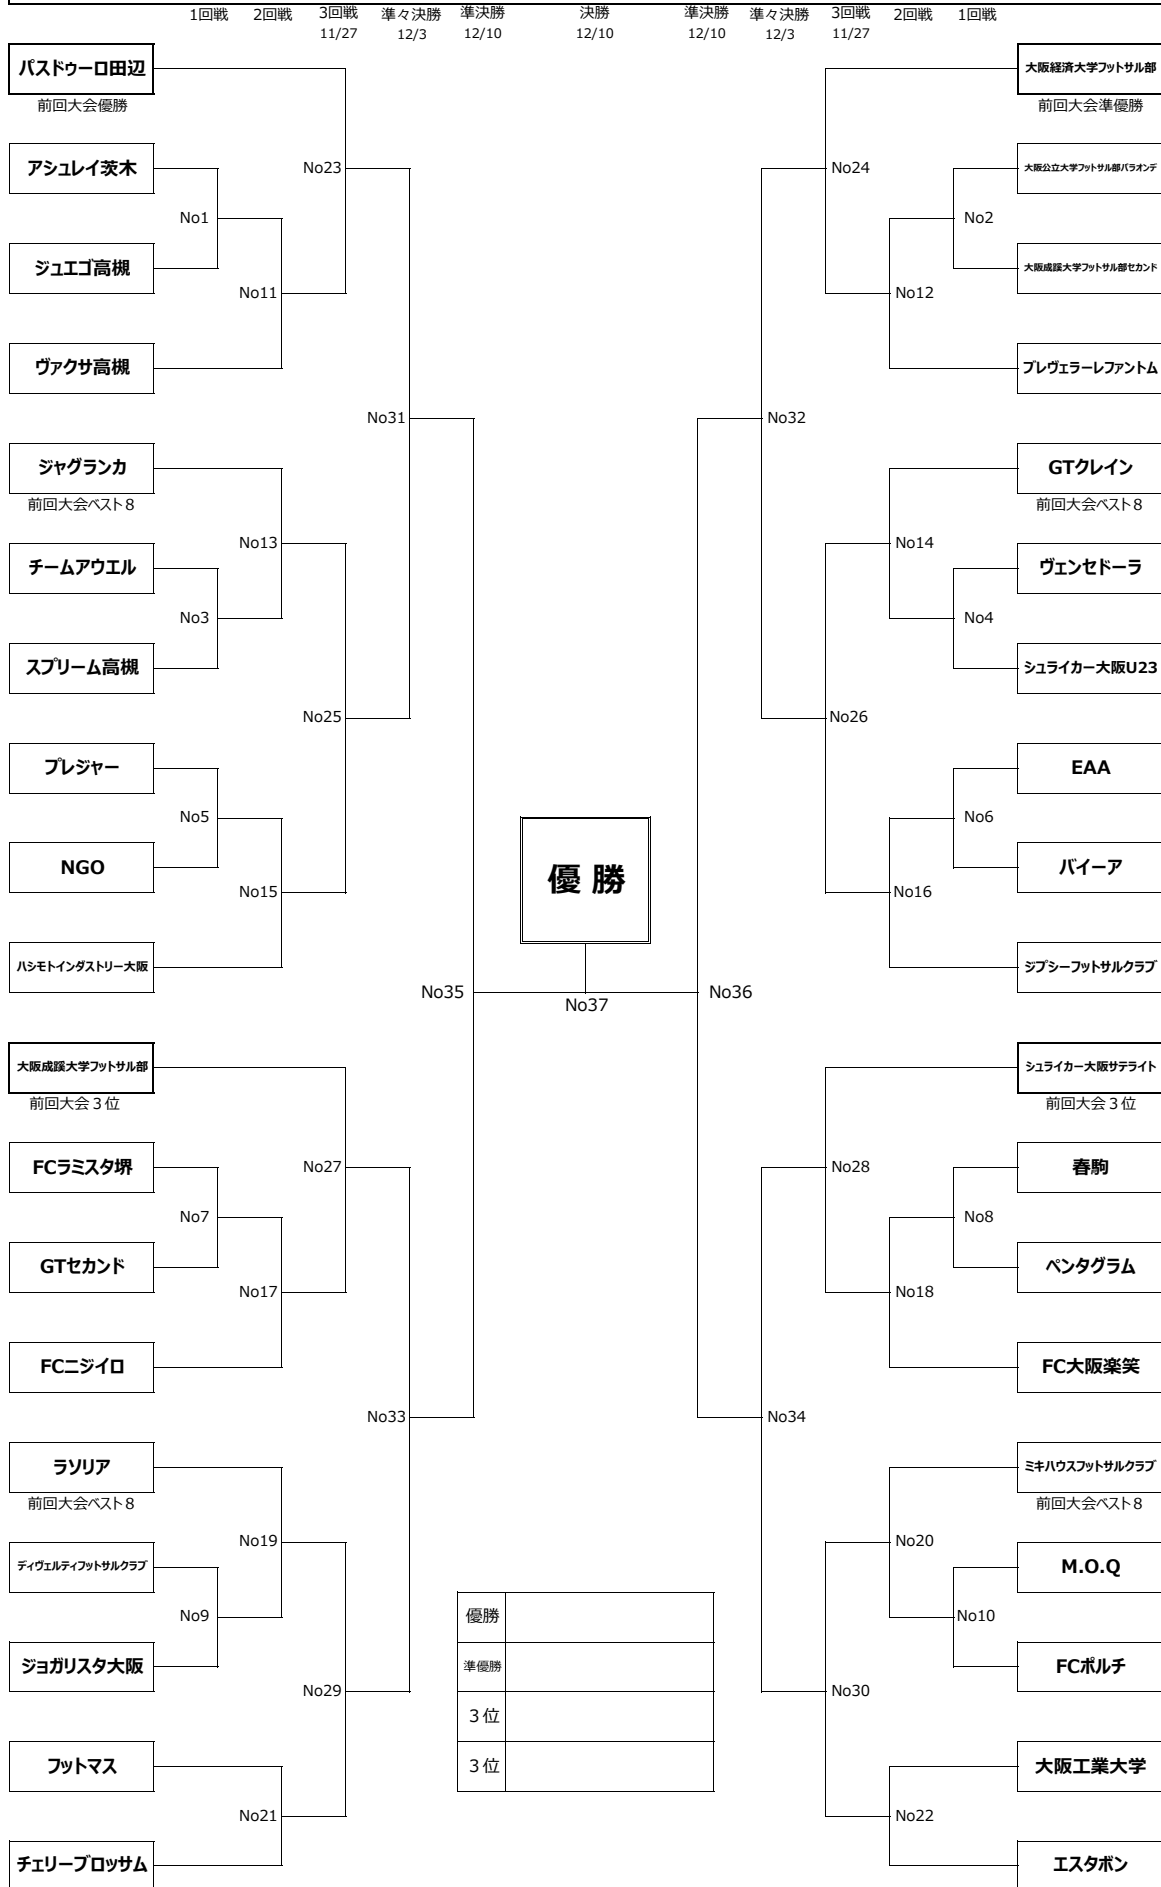 1回戦 2回戦 3回戦 準々決勝 準決勝 決勝 準決勝 準々決勝 3回戦 2回戦 1回戦
11/27 12/3 12/10 12/10 12/10 12/3 11/27
パスドゥーロ田辺 大阪経済大学フットサル部
前回大会優勝 前回大会準優勝
アシュレイ茨木 No23 No24 大阪公立大学フットサル部パラオンデ
No1 No2
ジュエゴ高槻 大阪成蹊大学フットサル部セカンド
No11 No12
ヴァクサ高槻 プレヴェラーレファントム
No31 No32
ジャグランカ GTクレイン
前回大会ベスト8 前回大会ベスト8
No13 No14
チームアウエル ヴェンセドーラ
No3 No4
スプリーム高槻 シュライカー大阪U23
No25 No26
プレジャー EAA
No5 No6
NGO 優 勝 バイーア
No15 No16
ハシモトインダストリー大阪 ジプシーフットサルクラブ
No35 No37 No36
大阪成蹊大学フットサル部 シュライカー大阪サテライト
前回大会3位 前回大会3位
FCラミスタ堺 No27 No28 春駒
No7 No8
GTセカンド ペンタグラム
No17 No18
FCニジイロ FC大阪楽笑
No33 No34
ラソリア ミキハウスフットサルクラブ
前回大会ベスト8 前回大会ベスト8
No19 No20
ディヴェルティフットサルクラブ M.O.Q
No9 優勝 No10
ジョガリスタ大阪 準優勝 FCポルチ
No29 3位 No30
フットマス 3位 大阪工業大学
No21 No22
チェリーブロッサム エスタボン